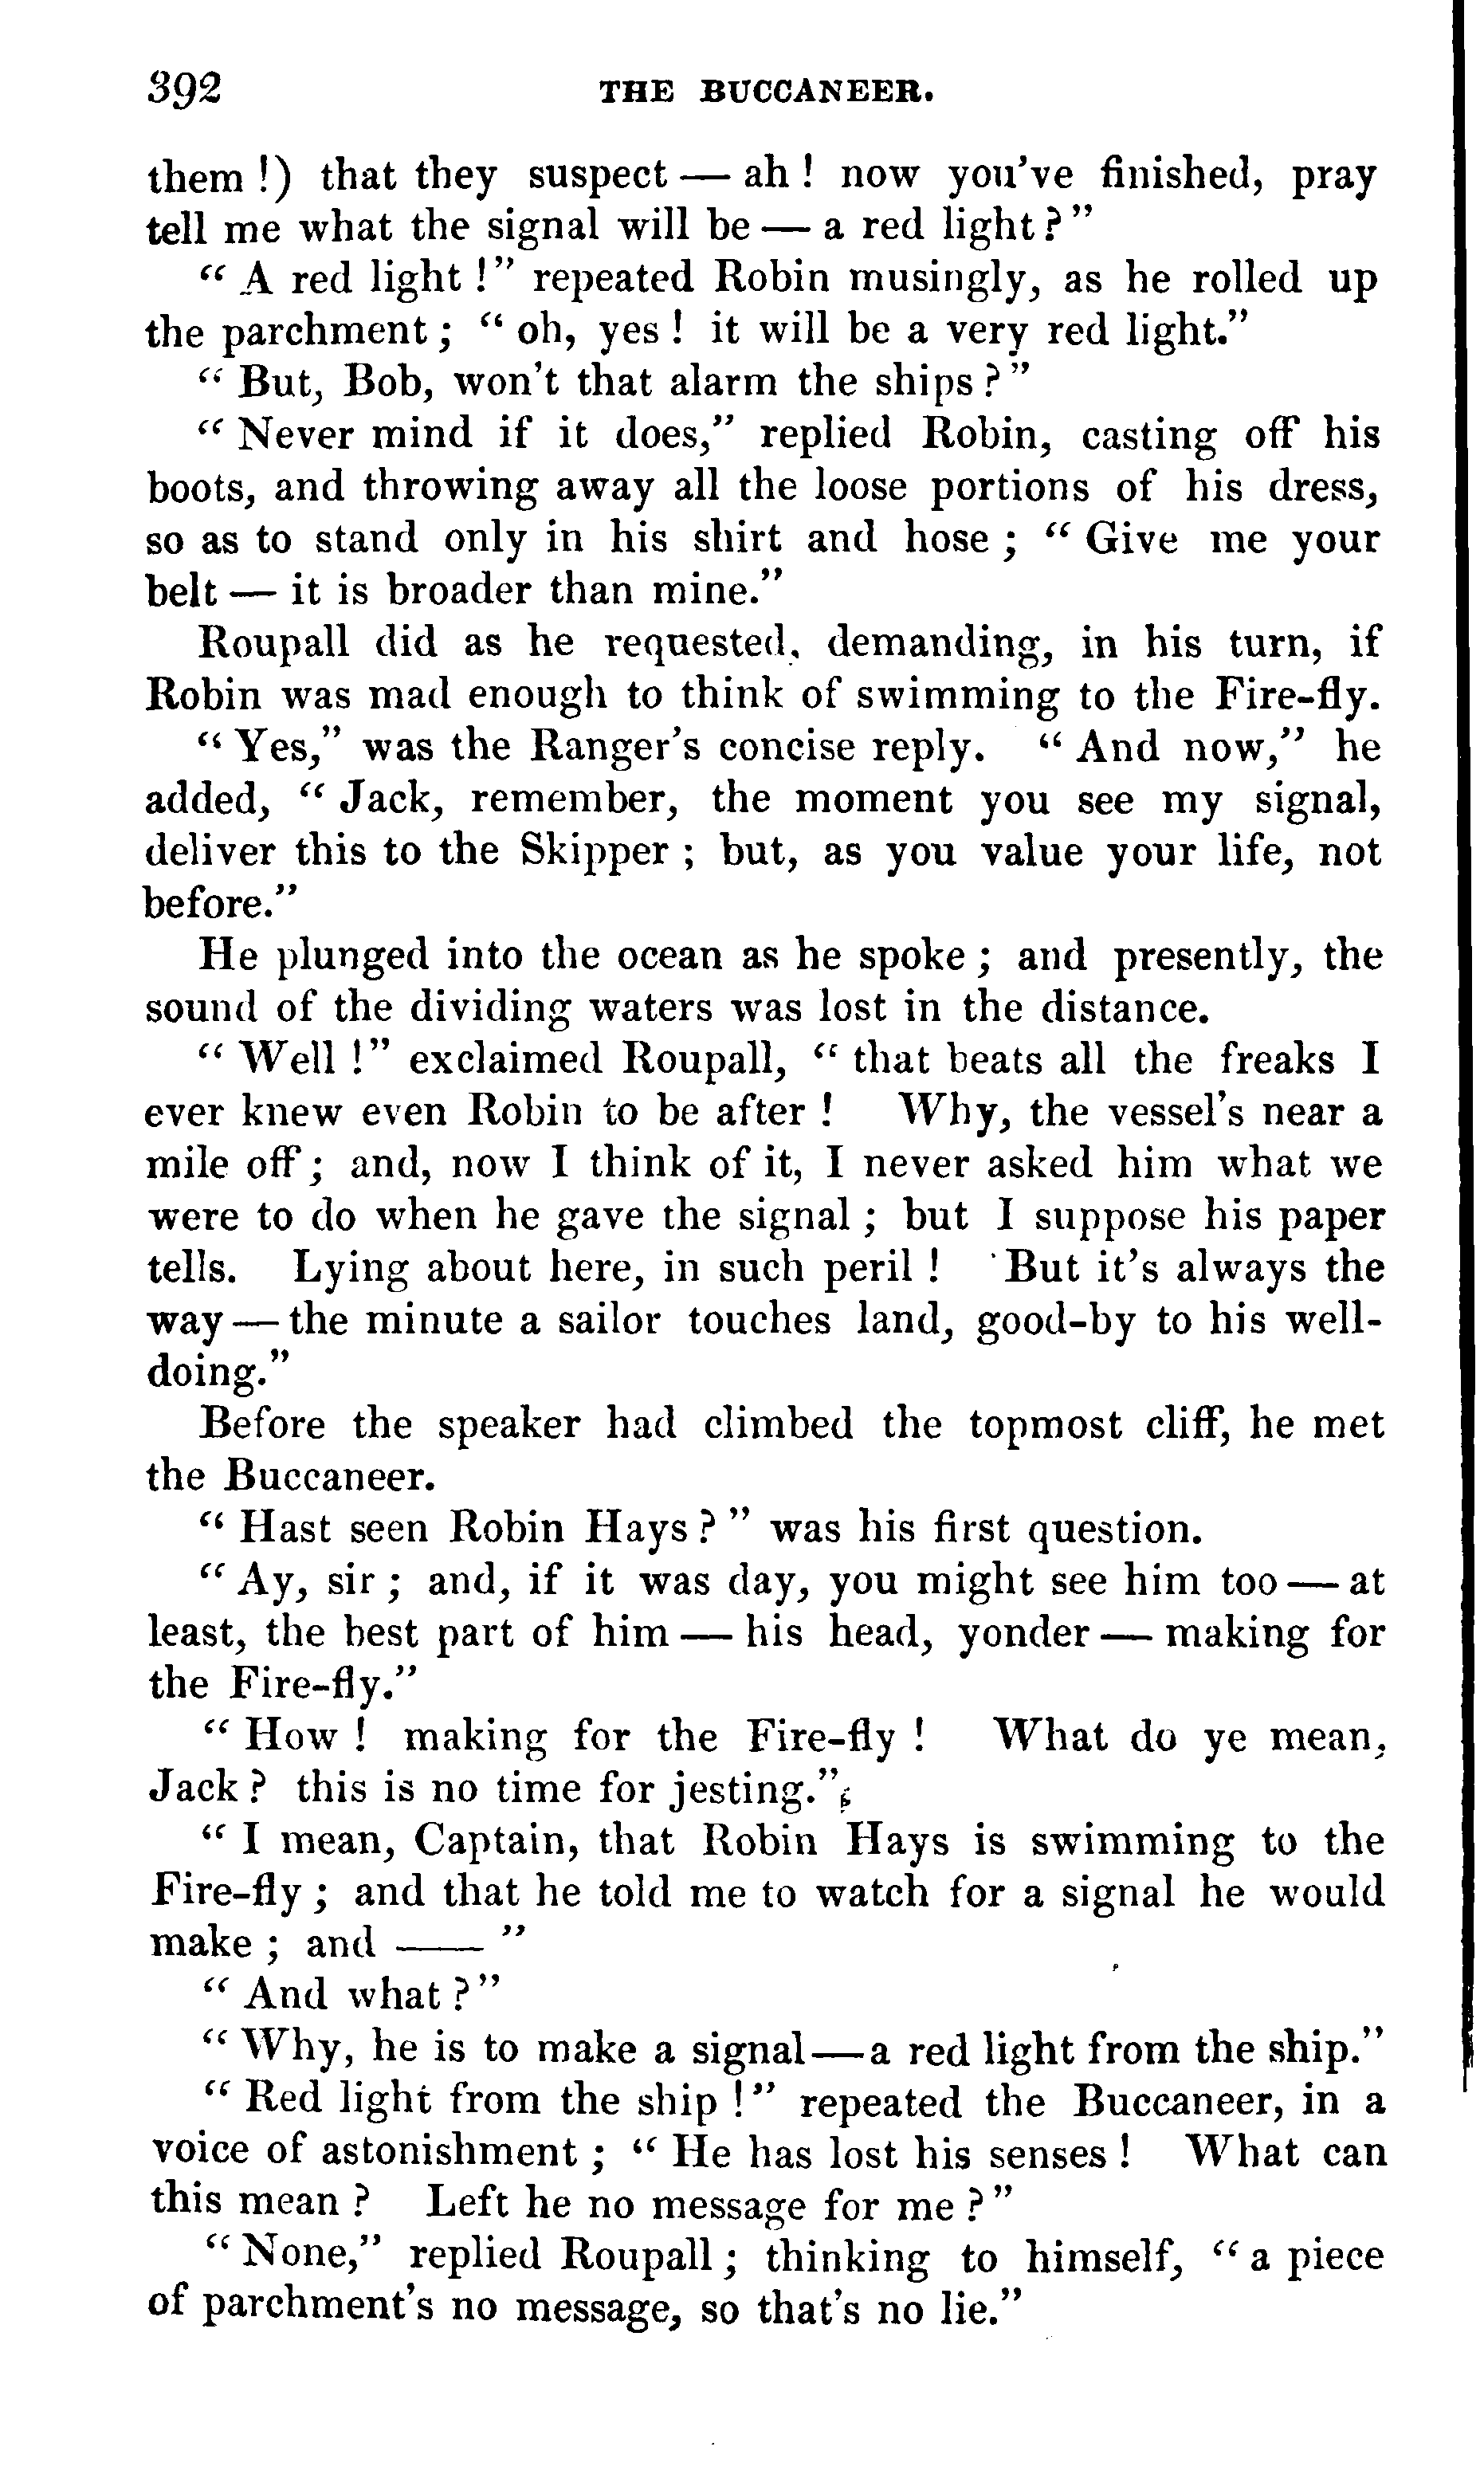 392 THE BUCCANEER.
them !) that they suspect — ah ! now you've finished, pray
tell me what the signal will be — a red light ? "
" A red light !" repeated Robin musingly, as he rolled up
the parchment ; " oh, yes ! it will be a very red light."
" But, Bob, won't that alarm the ships ? "
" Never mind if it does," replied Robin, casting off his
boots, and throwing away all the loose portions of his dress,
so as to stand only in his shirt and hose ; " Give me your
belt — it is broader than mine."
Roupall did as he requested, demanding, in his turn, if
Robin was mad enough to think of swimming to the Fire-fly.
" Yes," was the Ranger's concise reply. " And now," he
added, " Jack, remember, the moment you see my signal,
deliver this to the Skipper ; but, as you value your life, not
before."
He plunged into the ocean as he spoke ; and presently, the
sound of the dividing waters was lost in the distance.
" Well !" exclaimed Roupall, " that beats all the freaks I
ever knew even Robin to be after ! Why, the vessel's near a
mile off ; and, now I think of it, I never asked him what we
were to do when he gave the signal ; but I suppose his paper
tells. Lying about here, in such peril ! But it's always the
way — the minute a sailor touches land, good-by to his well-
doing."
Before the speaker had climbed the topmost cliff, he met
the Buccaneer.
" Hast seen Robin Hays ? " was his first question.
" Ay, sir ; and, if it was day, you might see him too — at
least, the best part of him — his head, yonder — making for
the Fire-fly."
" How ! making for the Fire-fly ! What do ye mean,
Jack ? this is no time for jesting."
" I mean, Captain, that Robin Hays is swimming to the
Fire-fly ; and that he told me to watch for a signal he would
make ; and —— "
" And what ?"
" Why, he is to make a signal — a red light from the ship."
" Red light from the ship !" repeated the Buccaneer, in a
voice of astonishment ; " He has lost his senses ! What can
this mean ? Left he no message for me ? "
" None," replied Roupall ; thinking to himself, " a piece
of parchment's no message, so that's no lie."